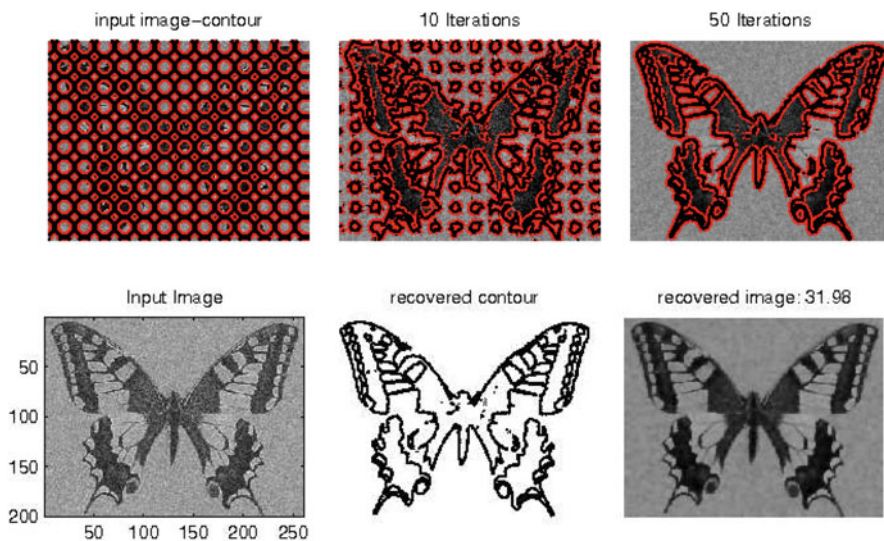 input image-contour
10 Iterations
50 Iterations
Input Image
recovered contour
recovered image: 31.98
50
100
150
200
50 100 150 200 250